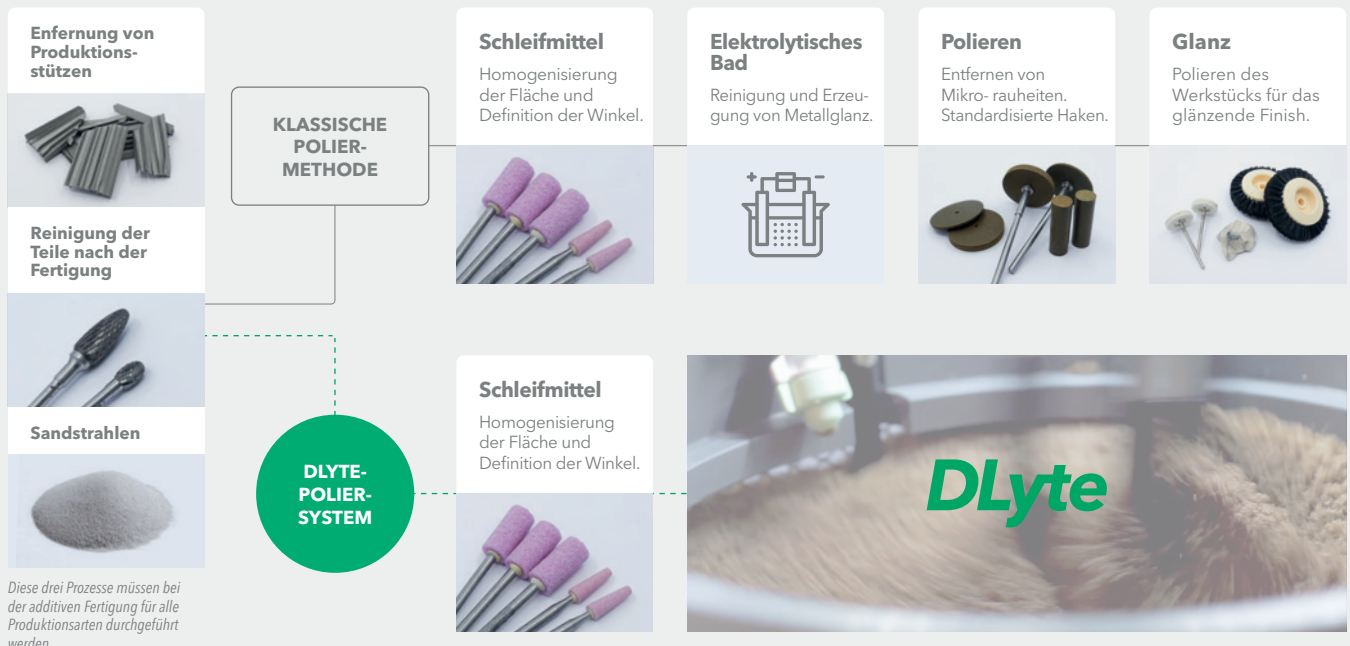 Enfernung von
Produktions-
stützen
Reinigung der
Teile nach der
Fertigung
Sandstrahlen
Diese drei Prozesse müssen bei
der additiven Fertigung für alle
Produktionsarten durchgeführt
werden
KLASSISCHE
POLIER-
METHODE
Schleifmittel
Homogenisierung
der Fläche und
Definition der Winkel.
Elektrolytisches
Bad
Reinigung und Erzeu-
gung von Metallglanz.
+ −
Polieren
Entfernen von
Mikro- rauheiten.
Standardisierte Haken.
Glanz
Polieren des
Werkstücks für das
glänzende Finish.
DLYTE-
POLIER-
SYSTEM
Schleifmittel
Homogenisierung
der Fläche und
Definition der Winkel.
DLyte